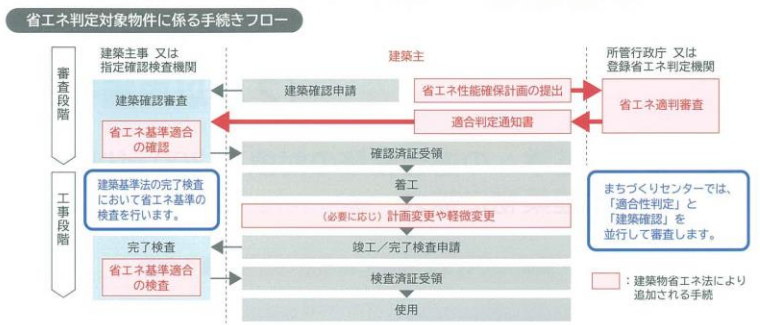 省エネ判定対象物件に係る手続きフロー
建築主事 又は
指定確認検査機関
建築主
所管行政庁 又は
登録省エネ判定機関
審査段階
建築確認審査
建築確認申請
省エネ性能確保計画の提出
省エネ適判審査
省エネ基準適合
の確認
適合判定通知書
確認済証受領
工事段階
建築基準法の完了検査
において省エネ基準の
検査を行います。
着工
(必要に応じ) 計画変更や軽微変更
まちづくりセンターでは、
「適合性判定」と
「建築確認」を
並行して審査します。
完了検査
竣工/完了検査申請
省エネ基準適合
の検査
検査済証受領
使用
:建築物省エネ法により
追加される手続